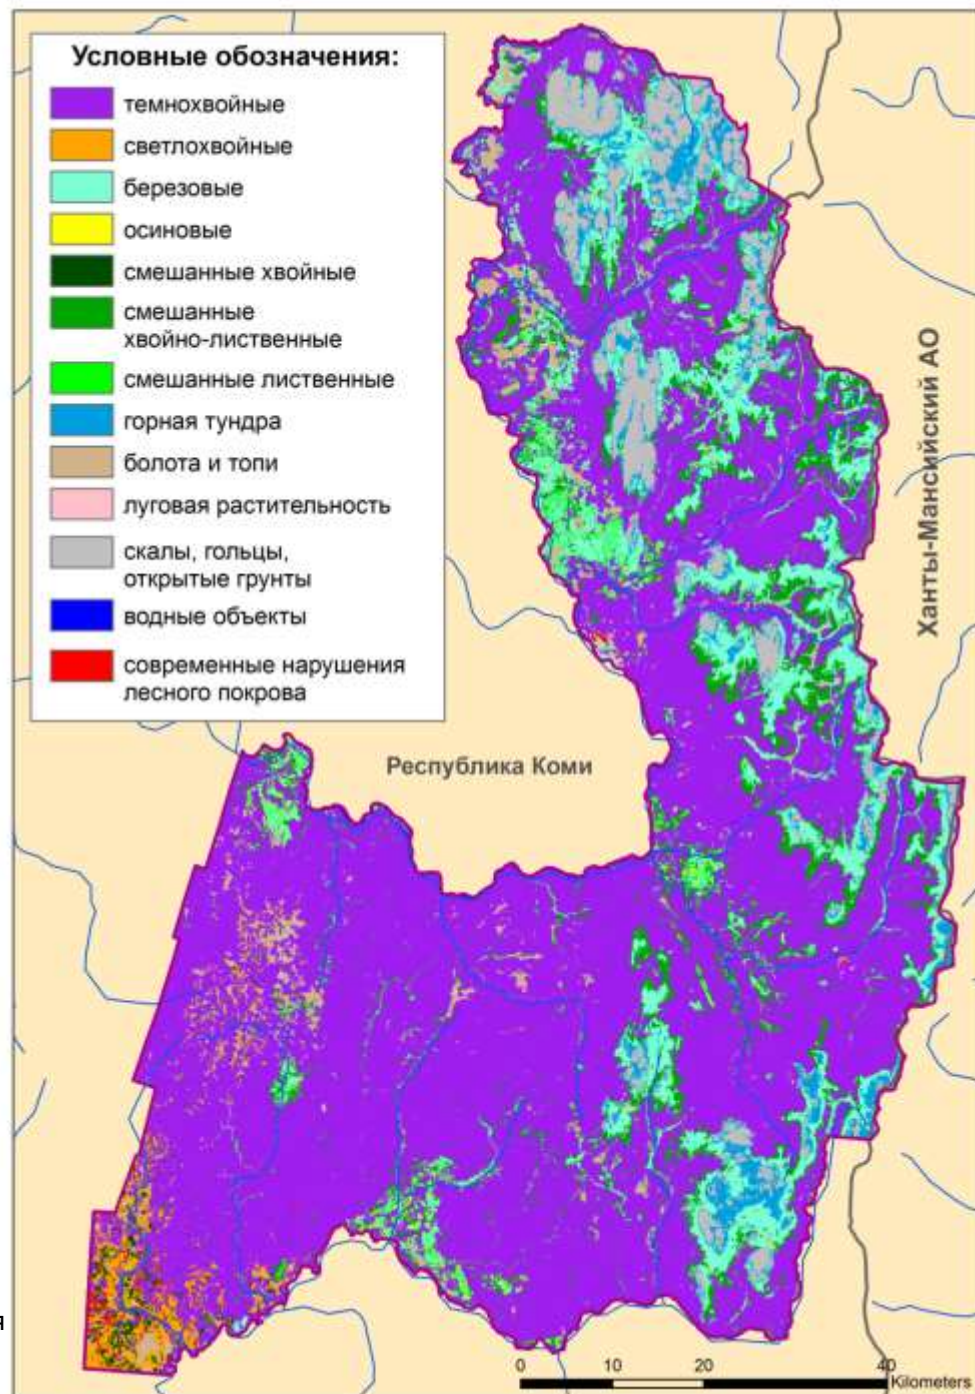 Условные обозначения:
темнохвойные
светлохвойные
березовые
осиновые
смешанные хвойные
смешанные
хвойно-лиственные
смешанные лиственные
горная тундра
болота и топи
луговая растительность
скалы, гольцы,
открытые грунты
водные объекты
современные нарушения
лесного покрова
Ханты-Мансийский АО
Республика Коми
я
0 10 20 40
Kilometers